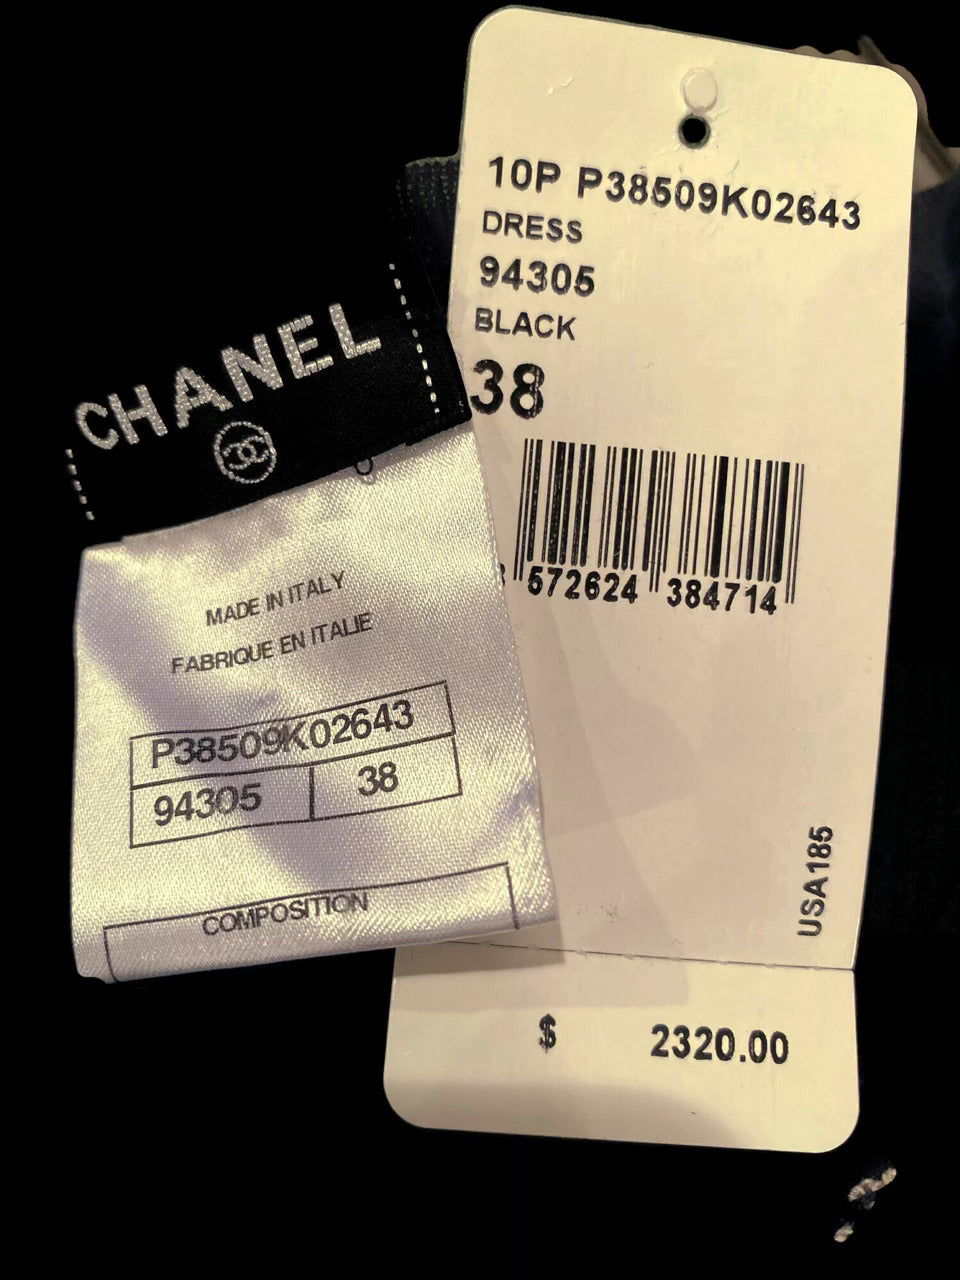 CHANEL
MADE IN ITALY
FABRIQUE EN ITALIE
P38509K02643
94305 38
COMPOSITION
10P P38509K02643
DRESS
94305
BLACK
38
572624 384714
USA185
$ 2320.00